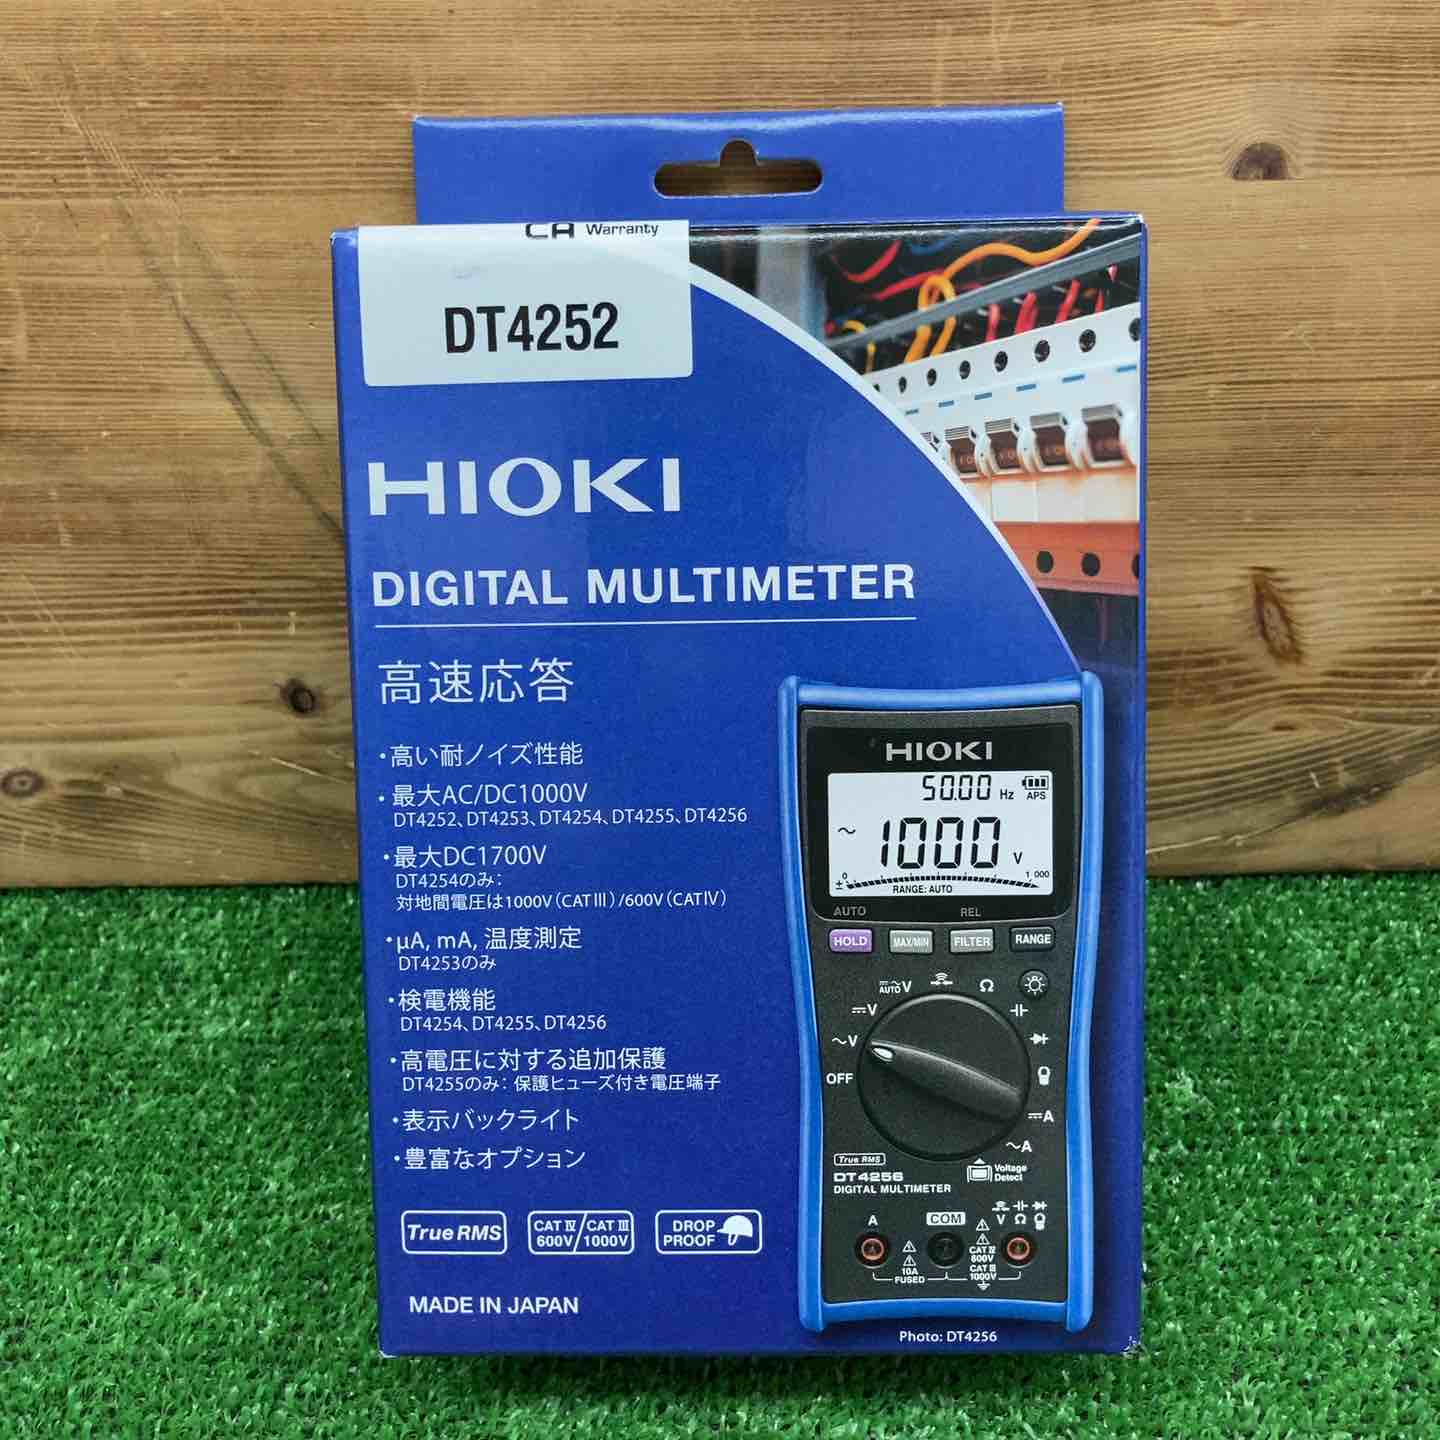 CA Warranty
DT4252
HIOKI
DIGITAL MULTIMETER
高速応答
・高い耐ノイズ性能
・最大AC/DC1000V
DT4252、DT4253、DT4254、DT4255、DT4256
・最大DC1700V
DT4254のみ:
対地間電圧は1000V(CATⅢ)/600V(CATⅣ)
・μA, mA, 温度測定
DT4253のみ
・検電機能
DT4254、DT4255、DT4256
・高電圧に対する追加保護
DT4255のみ:保護ヒューズ付き電圧端子
・表示バックライト
・豊富なオプション
True RMS
CAT Ⅳ 600V/CAT Ⅲ 1000V
DROP PROOF
MADE IN JAPAN
HIOKI
50.00 Hz APS
~ 1000 V
± 0 1 000
RANGE: AUTO
AUTO REL
HOLD MAX/MIN FILTER RANGE
AUTO V Ω
V
~V
OFF
A
~A
True RMS
DT4256
DIGITAL MULTIMETER
Voltage Detect
A COM V Ω
10A FUSED
CAT Ⅳ 600V
CAT Ⅲ 1000V
Photo: DT4256